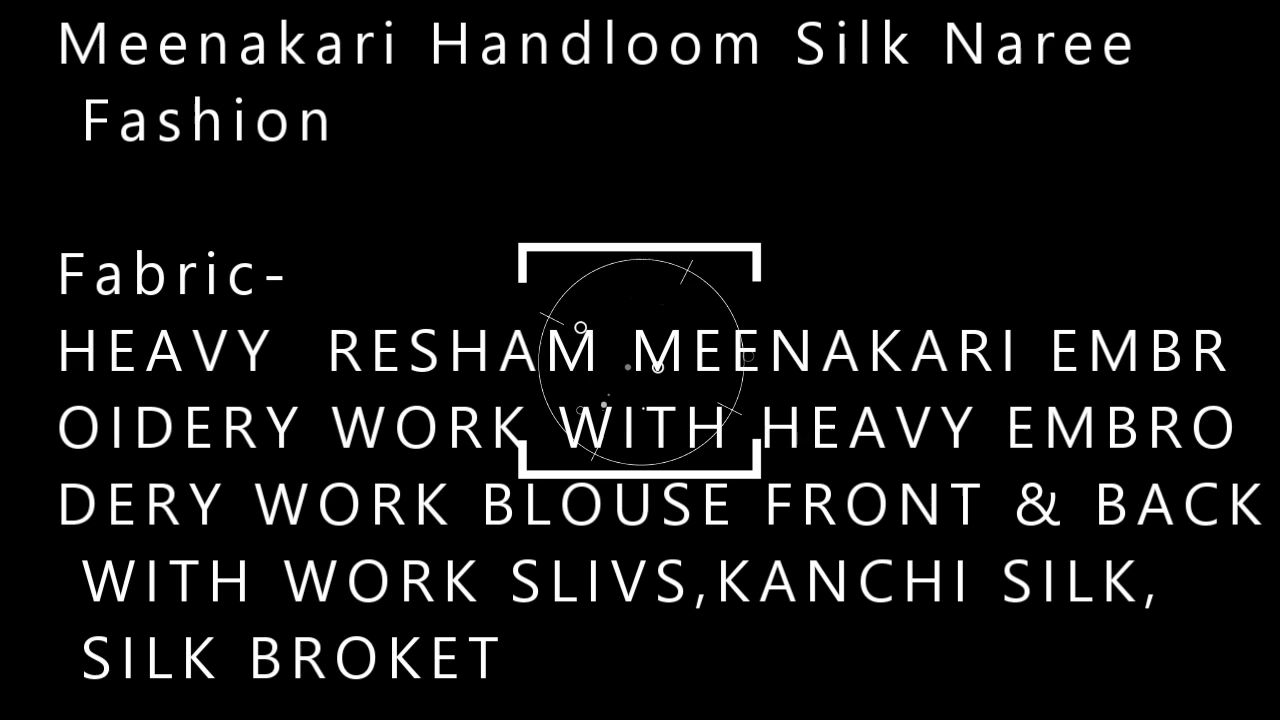 Meenakari Handloom Silk Naree
Fashion
Fabric-
HEAVY RESHAM MEENAKARI EMBR
OIDERY WORK WITH HEAVY EMBRO
DERY WORK BLOUSE FRONT & BACK
WITH WORK SLIVS,KANCHI SILK,
SILK BROKET